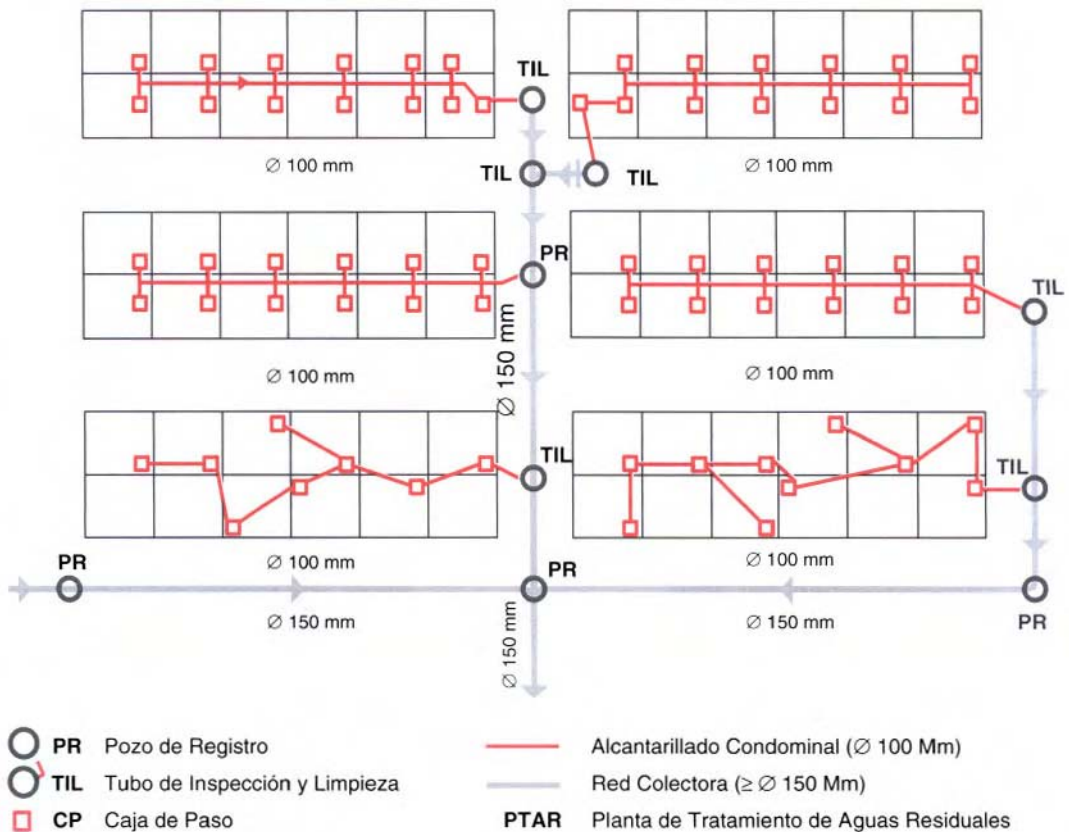 TIL
Ø 100 mm
Ø 100 mm
TIL
TIL
PR
TIL
Ø 150 mm
Ø 100 mm
Ø 100 mm
TIL
TIL
PR
Ø 100 mm
Ø 100 mm
PR
Ø 150 mm
Ø 150 mm
Ø 150 mm
PR
PR Pozo de Registro
Alcantarillado Condominal (Ø 100 Mm)
TIL Tubo de Inspección y Limpieza
Red Colectora (≥ Ø 150 Mm)
CP Caja de Paso
PTAR Planta de Tratamiento de Aguas Residuales